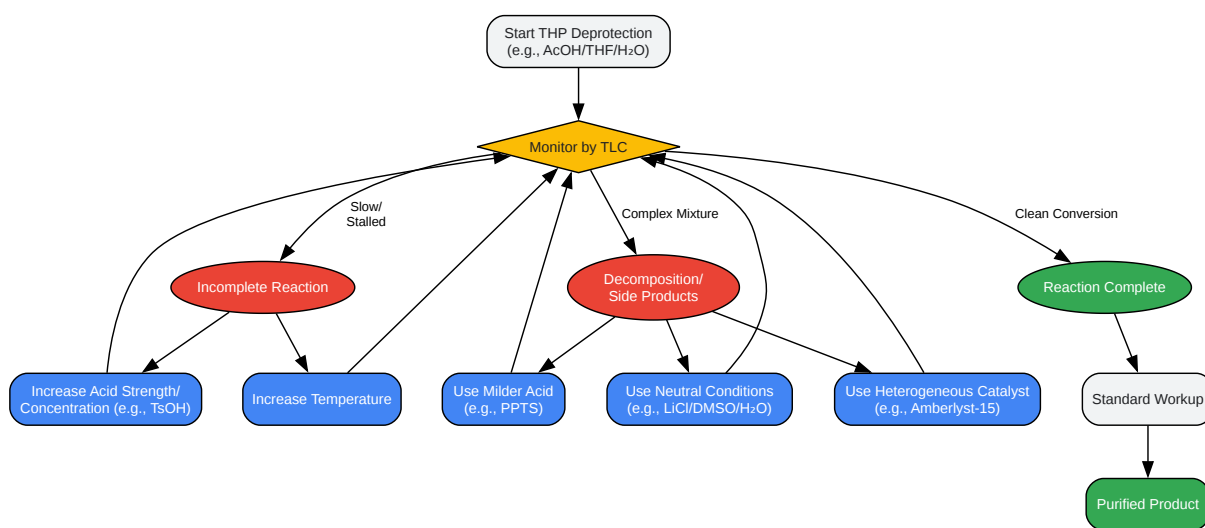 Start THP Deprotection
(e.g., AcOH/THF/H₂O)
Monitor by TLC
Slow/
Stalled
Complex Mixture
Clean Conversion
Incomplete Reaction
Decomposition/
Side Products
Reaction Complete
Increase Acid Strength/
Concentration (e.g., TsOH)
Increase Temperature
Use Milder Acid
(e.g., PPTS)
Use Neutral Conditions
(e.g., LiCl/DMSO/H₂O)
Use Heterogeneous Catalyst
(e.g., Amberlyst-15)
Standard Workup
Purified Product